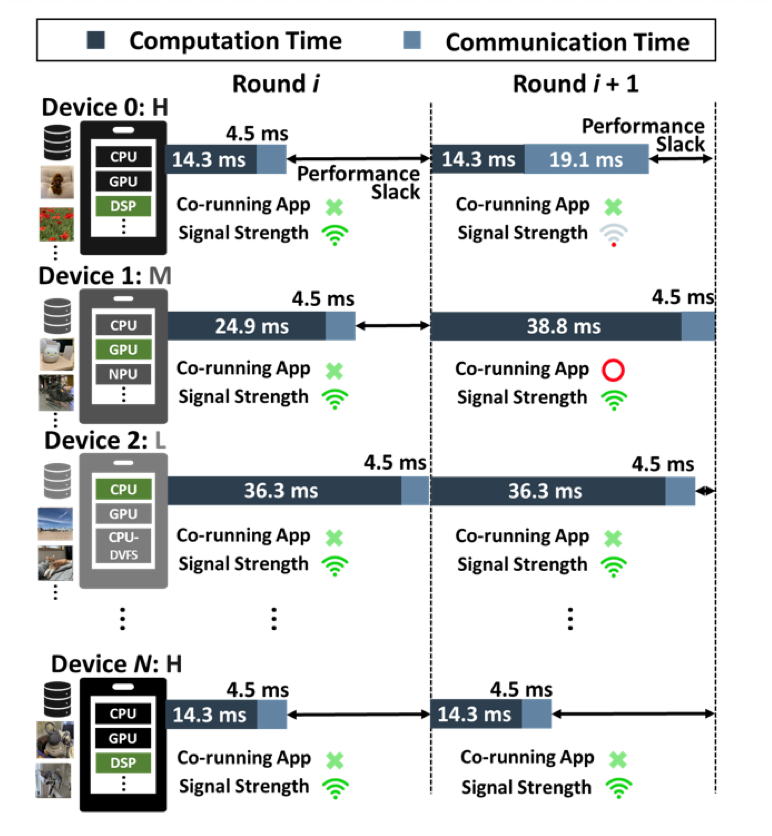 Computation Time Communication Time
Round i Round i + 1
Device 0: H
CPU
GPU
DSP
4.5 ms
14.3 ms
Performance
Slack
Co-running App
Signal Strength
14.3 ms 19.1 ms
Performance
Slack
Co-running App
Signal Strength
Device 1: M
CPU
GPU
NPU
4.5 ms
24.9 ms
Co-running App
Signal Strength
4.5 ms
38.8 ms
Co-running App
Signal Strength
Device 2: L
CPU
GPU
CPU-
DVFS
4.5 ms
36.3 ms
Co-running App
Signal Strength
4.5 ms
36.3 ms
Co-running App
Signal Strength
Device N: H
CPU
GPU
DSP
4.5 ms
14.3 ms
Co-running App
Signal Strength
4.5 ms
14.3 ms
Co-running App
Signal Strength